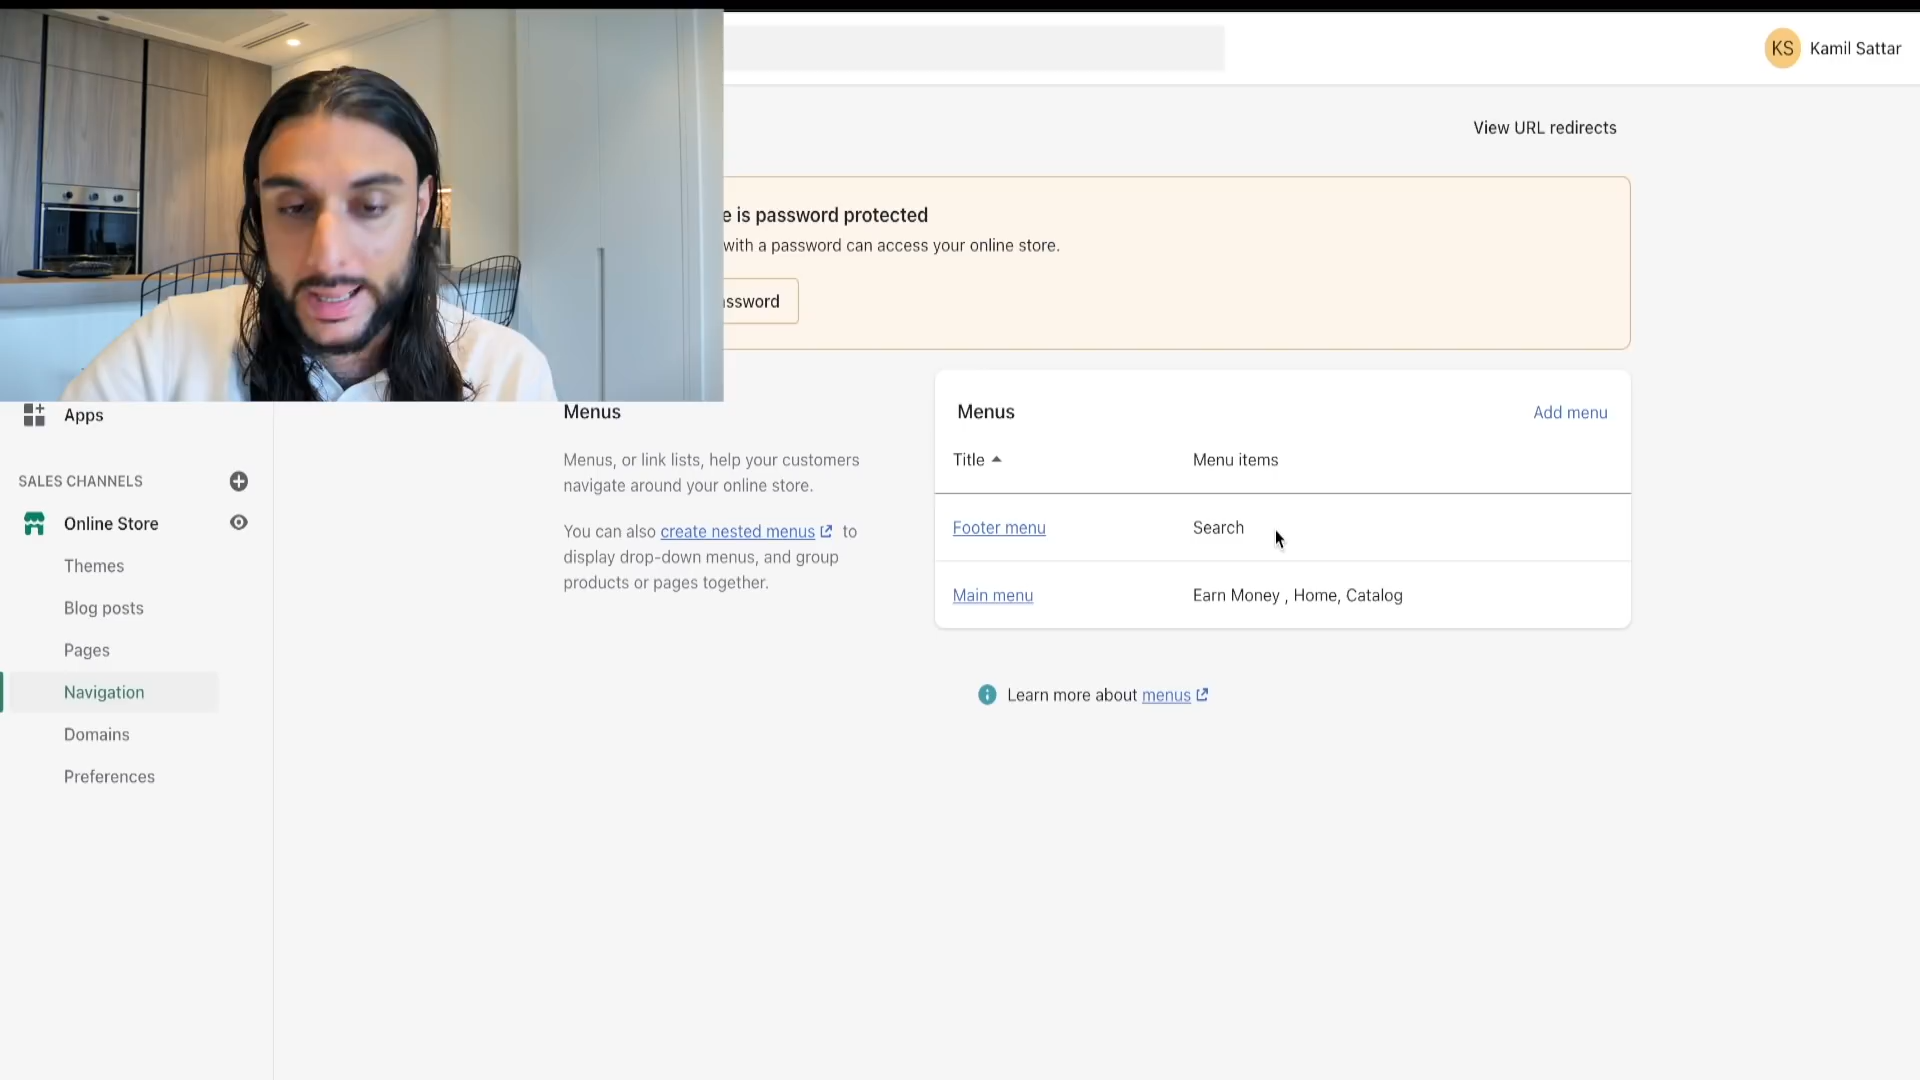 KS Kamil Sattar
View URL redirects
is password protected
with a password can access your online store.
Apps
Menus
Menus, or link lists, help your customers
navigate around your online store.
You can also create nested menus to
display drop-down menus, and group
products or pages together.
Menus Add menu
Title Menu items
Footer menu Search
Main menu Earn Money , Home, Catalog
Learn more about menus
SALES CHANNELS
Online Store
Themes
Blog posts
Pages
Navigation
Domains
Preferences